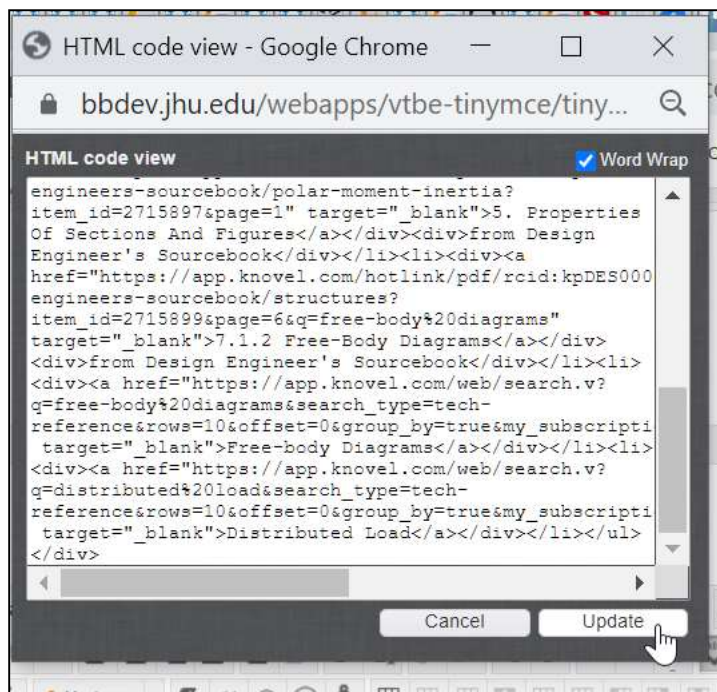 HTML code view - Google Chrome
bbdev.jhu.edu/webapps/vtbe-tinymce/tiny...
HTML code view Word Wrap
engineers-sourcebook/polar-moment-inertia?
item_id=2715897&page=1" target="_blank">5. Properties
Of Sections And Figures</a></div><div>from Design
Engineer's Sourcebook</div></li><li><div><a
href="https://app.knovel.com/hotlink/pdf/rcid:kpDES000
engineers-sourcebook/structures?
item_id=2715899&page=6&q=free-body%20diagrams"
target="_blank">7.1.2 Free-Body Diagrams</a></div>
<div>from Design Engineer's Sourcebook</div></li><li>
<div><a href="https://app.knovel.com/web/search.v?
q=free-body%20diagrams&search_type=tech-
reference&rows=10&offset=0&group_by=true&my_subscripti
target="_blank">Free-body Diagrams</a></div></li><li>
<div><a href="https://app.knovel.com/web/search.v?
q=distributed%20load&search_type=tech-
reference&rows=10&offset=0&group_by=true&my_subscripti
target="_blank">Distributed Load</a></div></li></ul>
</div>
Cancel Update